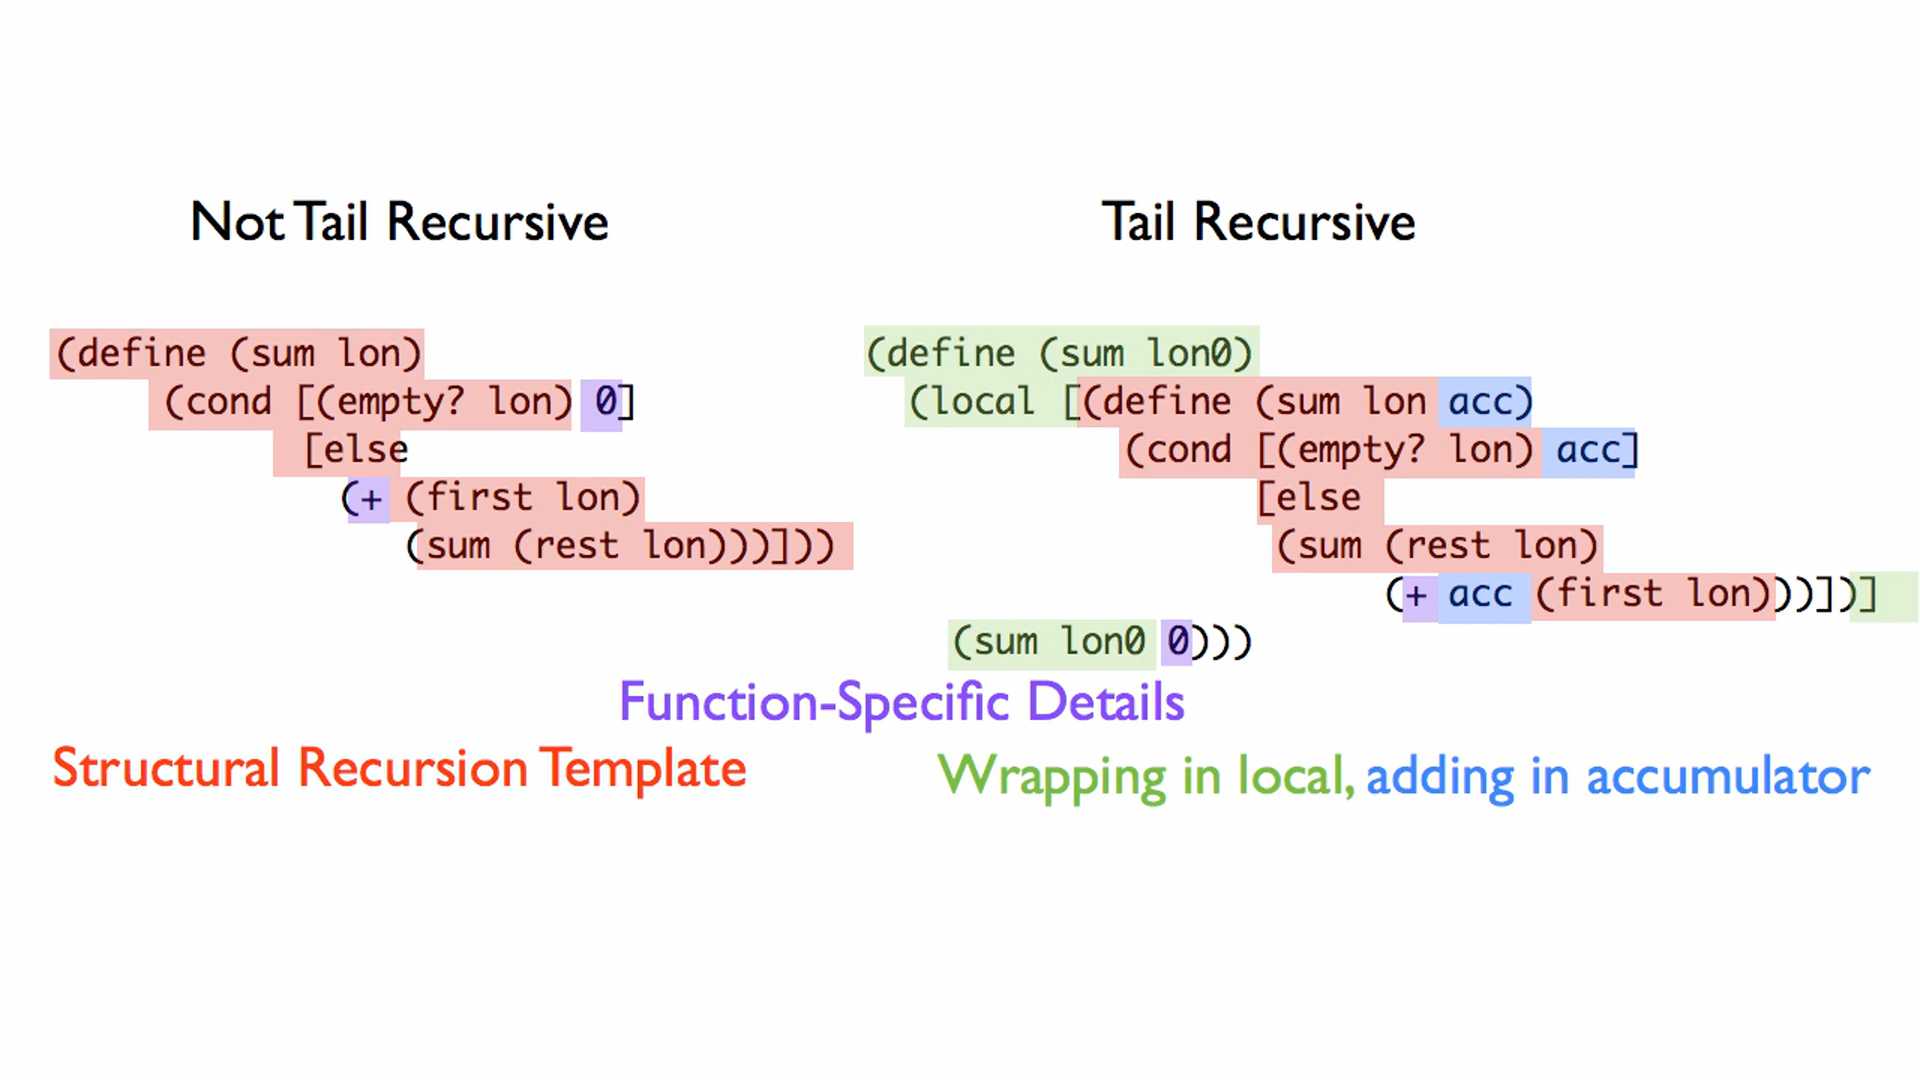 Not Tail Recursive
(define (sum lon)
(cond [(empty? lon) 0]
[else
(+ (first lon)
(sum (rest lon)))]))
Tail Recursive
(define (sum lon0)
(local [(define (sum lon acc)
(cond [(empty? lon) acc]
[else
(sum (rest lon)
(+ acc (first lon)))])]
(sum lon0 0)))
Function-Specific Details
Structural Recursion Template
Wrapping in local, adding in accumulator